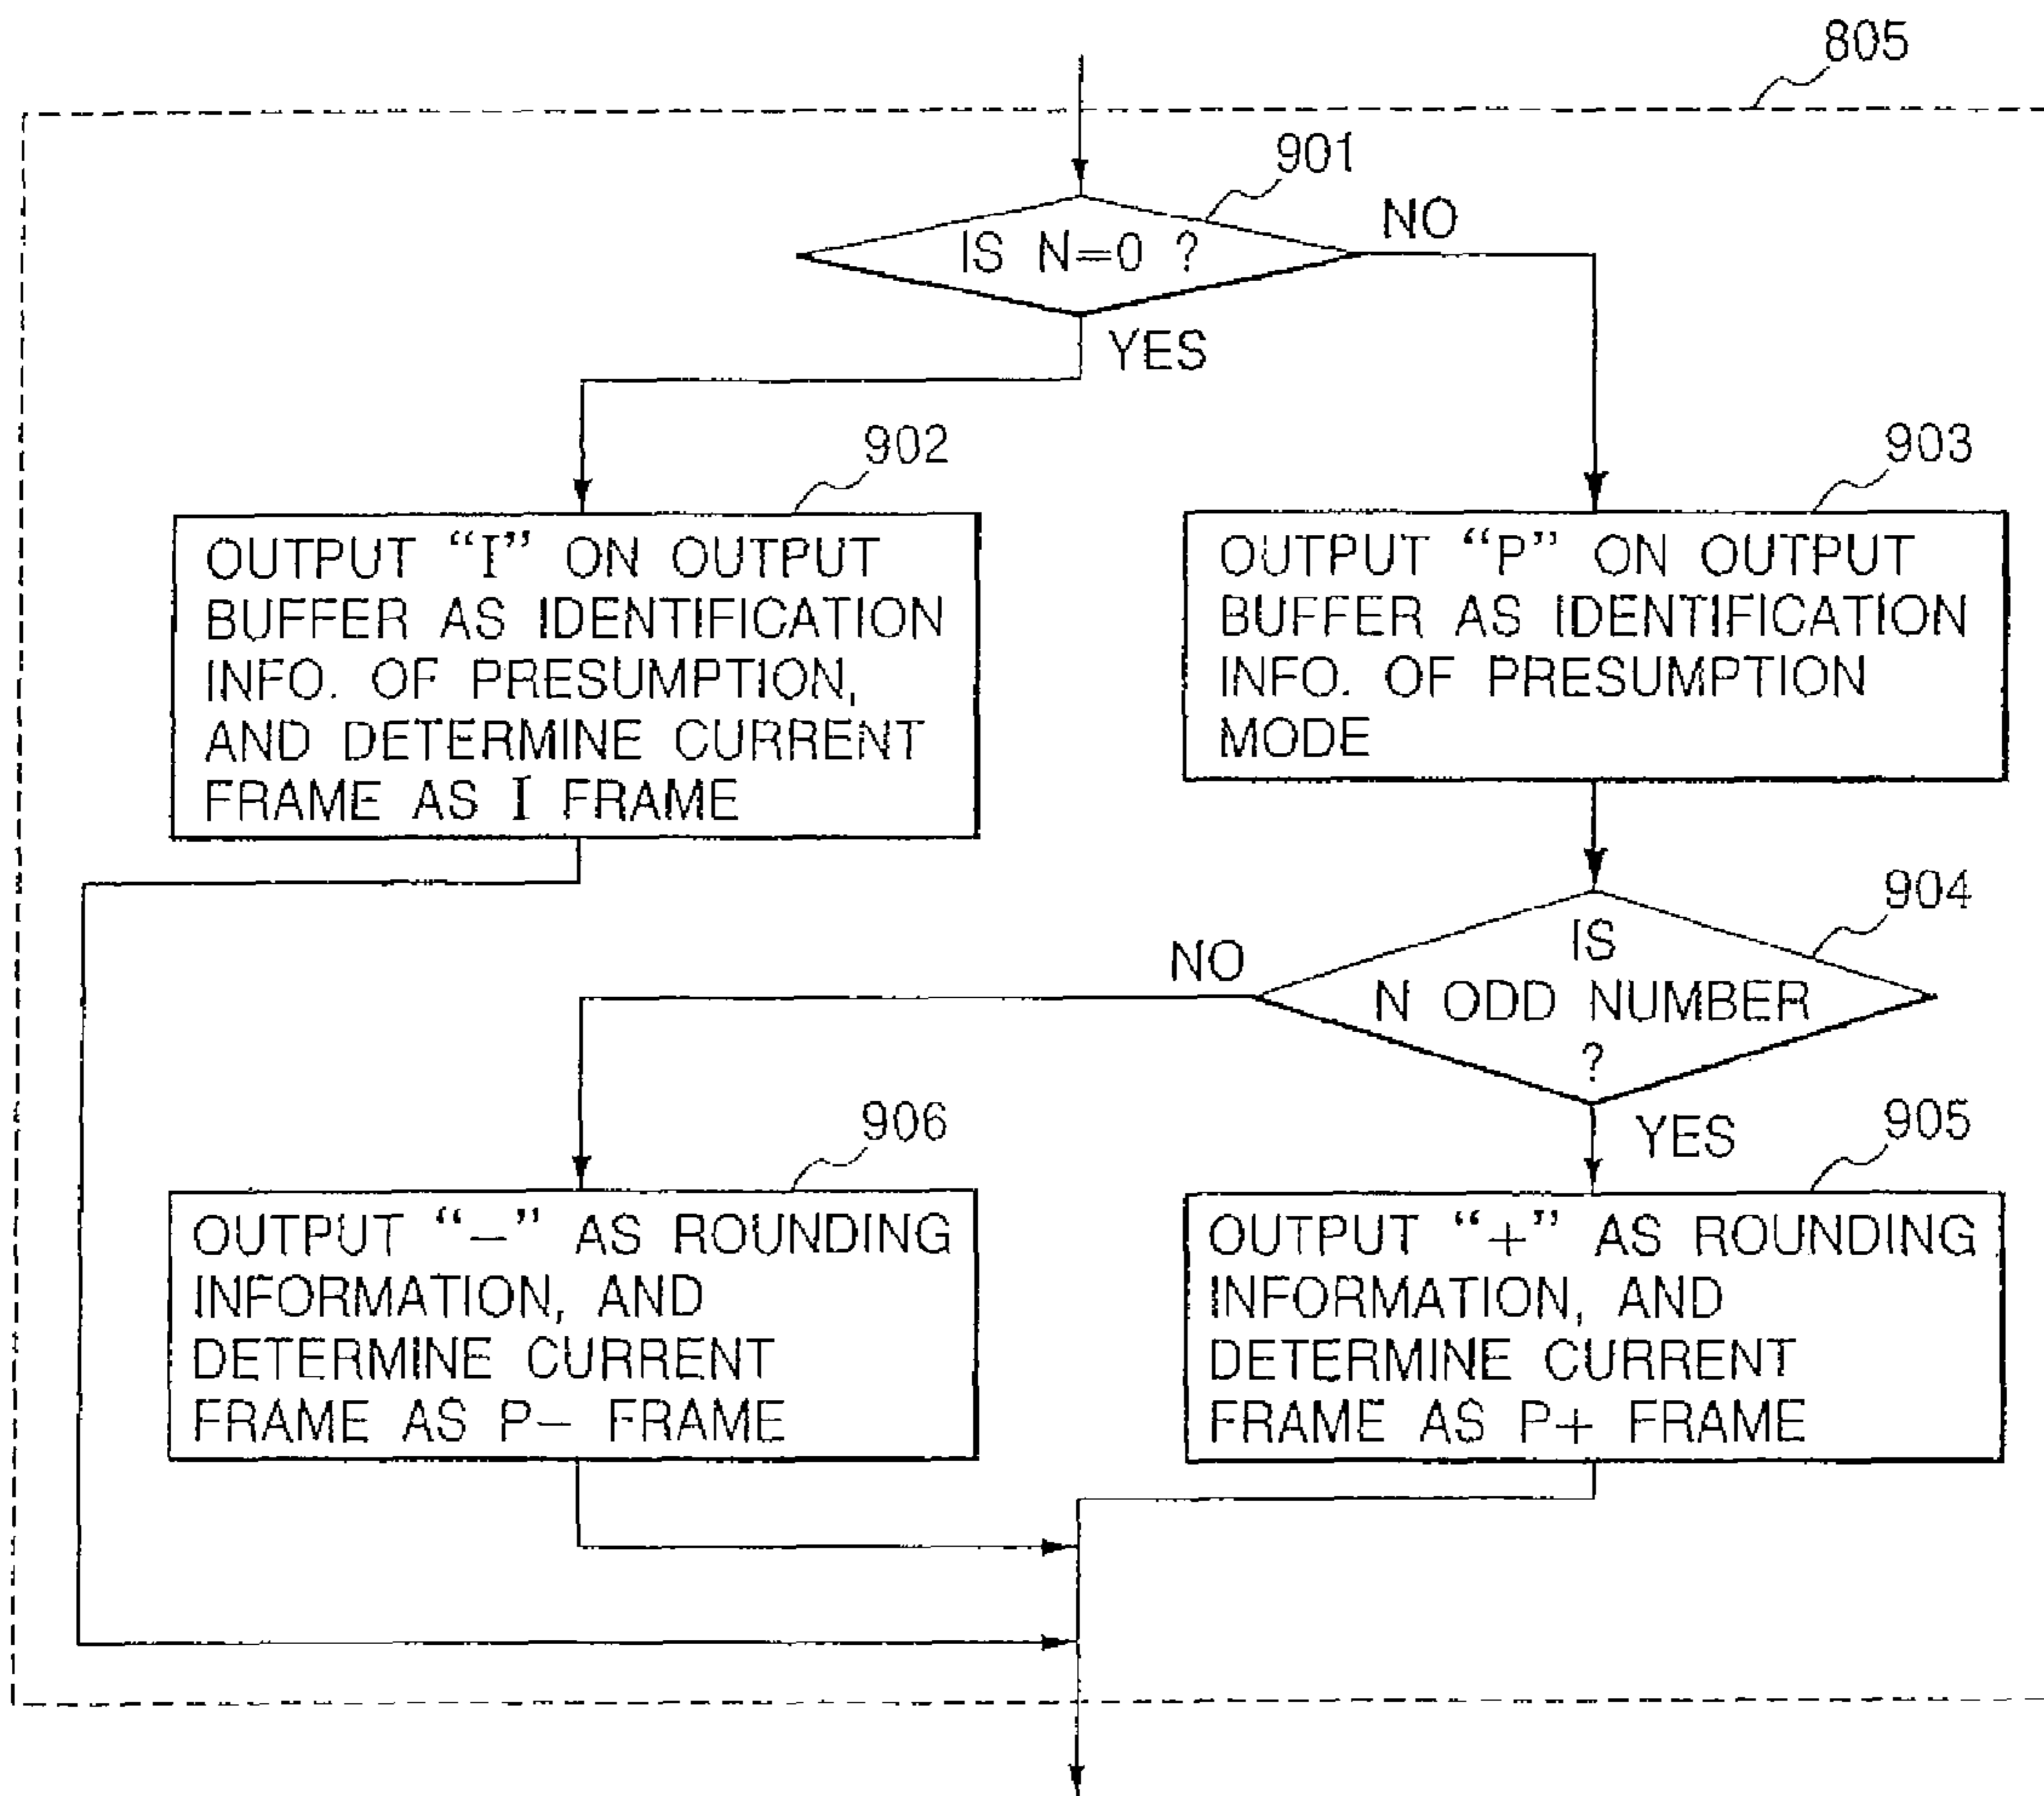 805
901
IS N=0 ?
NO
YES
902
OUTPUT “I” ON OUTPUT
BUFFER AS IDENTIFICATION
INFO. OF PRESUMPTION,
AND DETERMINE CURRENT
FRAME AS I FRAME
903
OUTPUT “P” ON OUTPUT
BUFFER AS IDENTIFICATION
INFO. OF PRESUMPTION
MODE
904
IS
N ODD NUMBER
?
NO
YES
906
OUTPUT “–” AS ROUNDING
INFORMATION, AND
DETERMINE CURRENT
FRAME AS P– FRAME
905
OUTPUT “+” AS ROUNDING
INFORMATION, AND
DETERMINE CURRENT
FRAME AS P+ FRAME